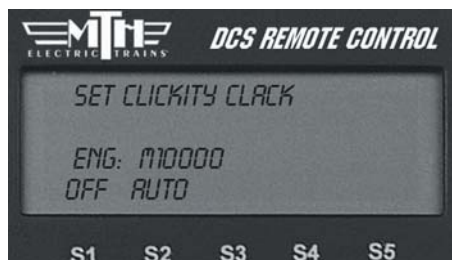 MTH DCS REMOTE CONTROL
ELECTRIC TRAINS
SET CLICKITY CLACK
ENG: M10000
OFF AUTO
S1 S2 S3 S4 S5